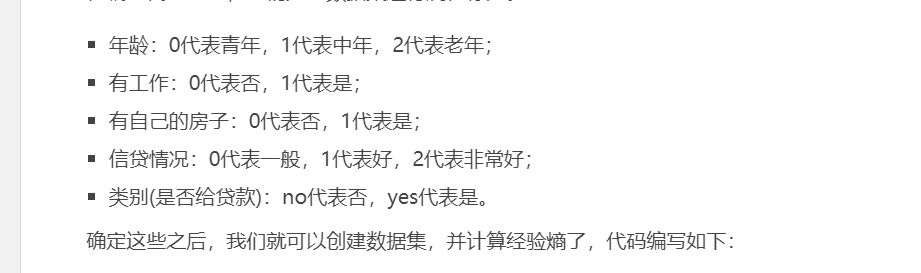 ▪ 年龄：0代表青年，1代表中年，2代表老年；
▪ 有工作：0代表否，1代表是；
▪ 有自己的房子：0代表否，1代表是；
▪ 信贷情况：0代表一般，1代表好，2代表非常好；
▪ 类别(是否给贷款)：no代表否，yes代表是。
确定这些之后，我们就可以创建数据集，并计算经验熵了，代码编写如下：